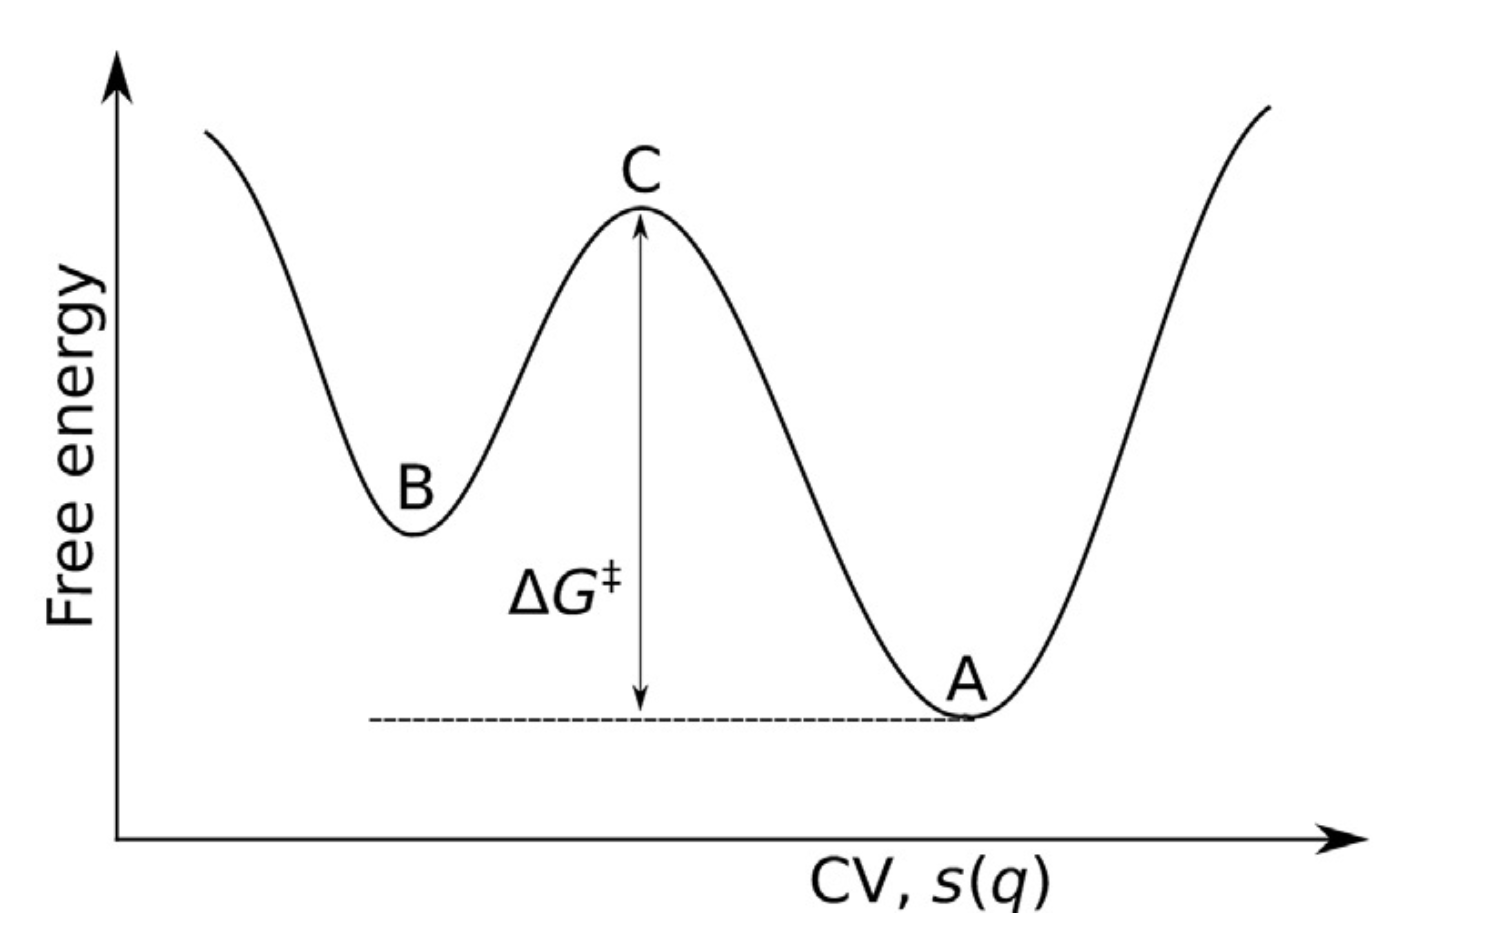 C
B
ΔG‡
A
Free energy
CV, s(q)